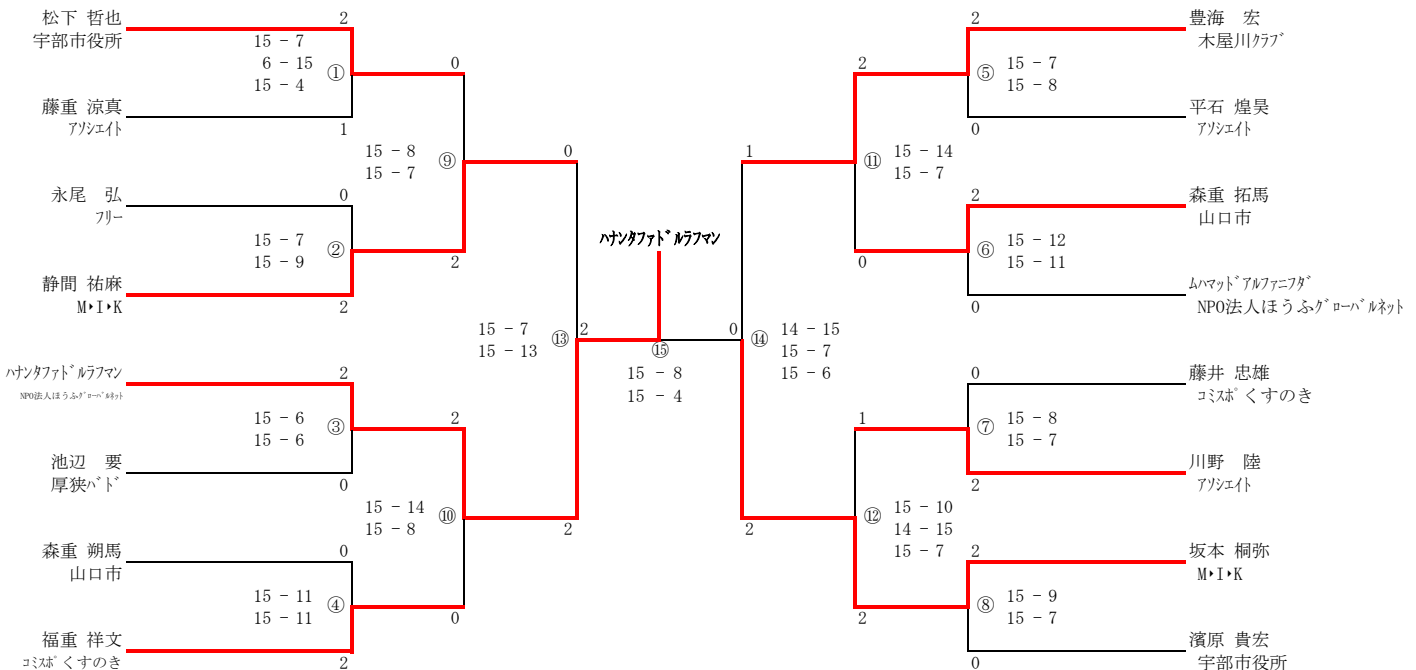 松下 哲也
宇部市役所
2
15 - 7
6 - 15
15 - 4
①
0
藤重 涼真
アソシエイト
1
15 - 8
15 - 7
⑨
0
永尾 弘
フリー
0
15 - 7
15 - 9
②
静間 祐麻
M・I・K
2
2
ハナンタファドルラフマン
15 - 7
15 - 13
⑬
2
0
⑮
15 - 8
15 - 4
ハナンタファドルラフマン
NPO法人ほうふグローバルネット
2
15 - 6
15 - 6
③
2
池辺 要
厚狭バド
0
15 - 14
15 - 8
⑩
2
森重 朔馬
山口市
0
15 - 11
15 - 11
④
0
福重 祥文
コミスポくすのき
2
豊海 宏
木屋川クラブ
2
2
⑤
15 - 7
15 - 8
平石 煌昊
アソシエイト
0
1
⑪
15 - 14
15 - 7
森重 拓馬
山口市
2
⑥
15 - 12
15 - 11
0
ムハマッドアルファニフダ
NPO法人ほうふグローバルネット
0
⑭
14 - 15
15 - 7
15 - 6
藤井 忠雄
コミスポくすのき
0
1
⑦
15 - 8
15 - 7
川野 陸
アソシエイト
2
⑫
15 - 10
14 - 15
15 - 7
2
坂本 桐弥
M・I・K
2
⑧
15 - 9
15 - 7
2
濱原 貴宏
宇部市役所
0